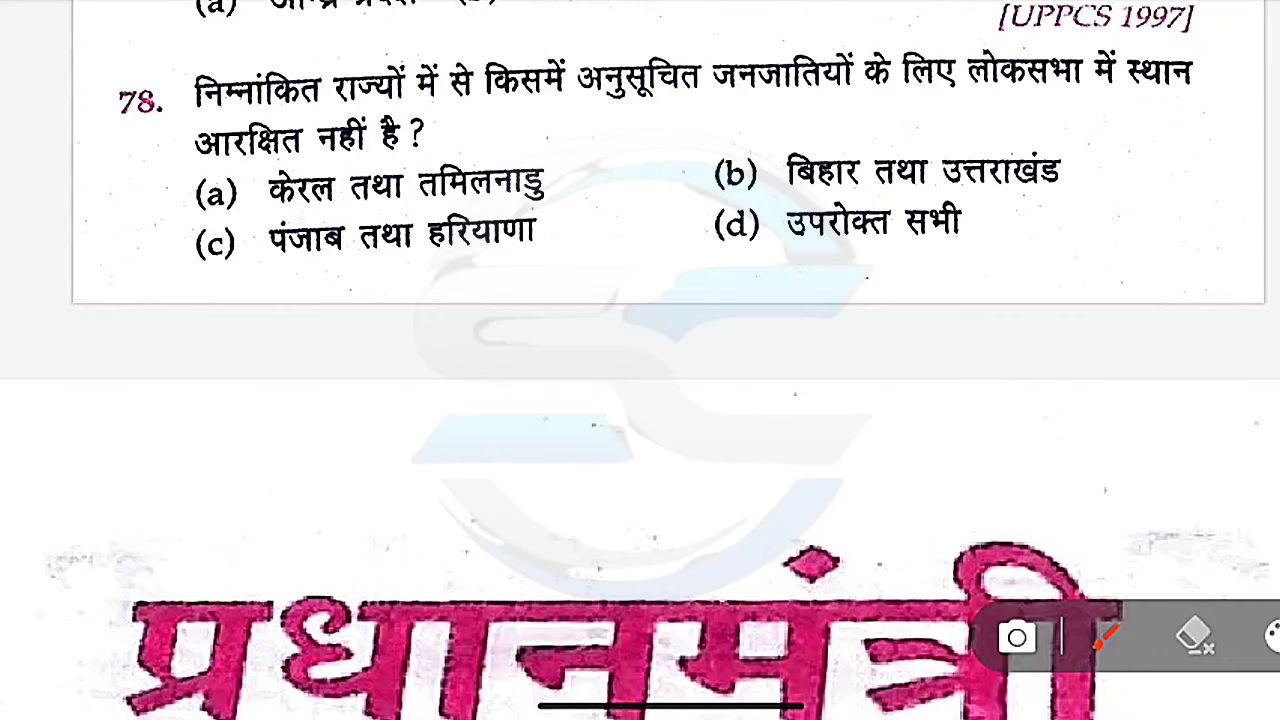 [UPPCS 1997]
78. निम्नांकित राज्यों में से किसमें अनुसूचित जनजातियों के लिए लोकसभा में स्थान
आरक्षित नहीं है ?
(a) केरल तथा तमिलनाडु (b) बिहार तथा उत्तराखंड
(c) पंजाब तथा हरियाणा (d) उपरोक्त सभी
प्रधानमंत्री